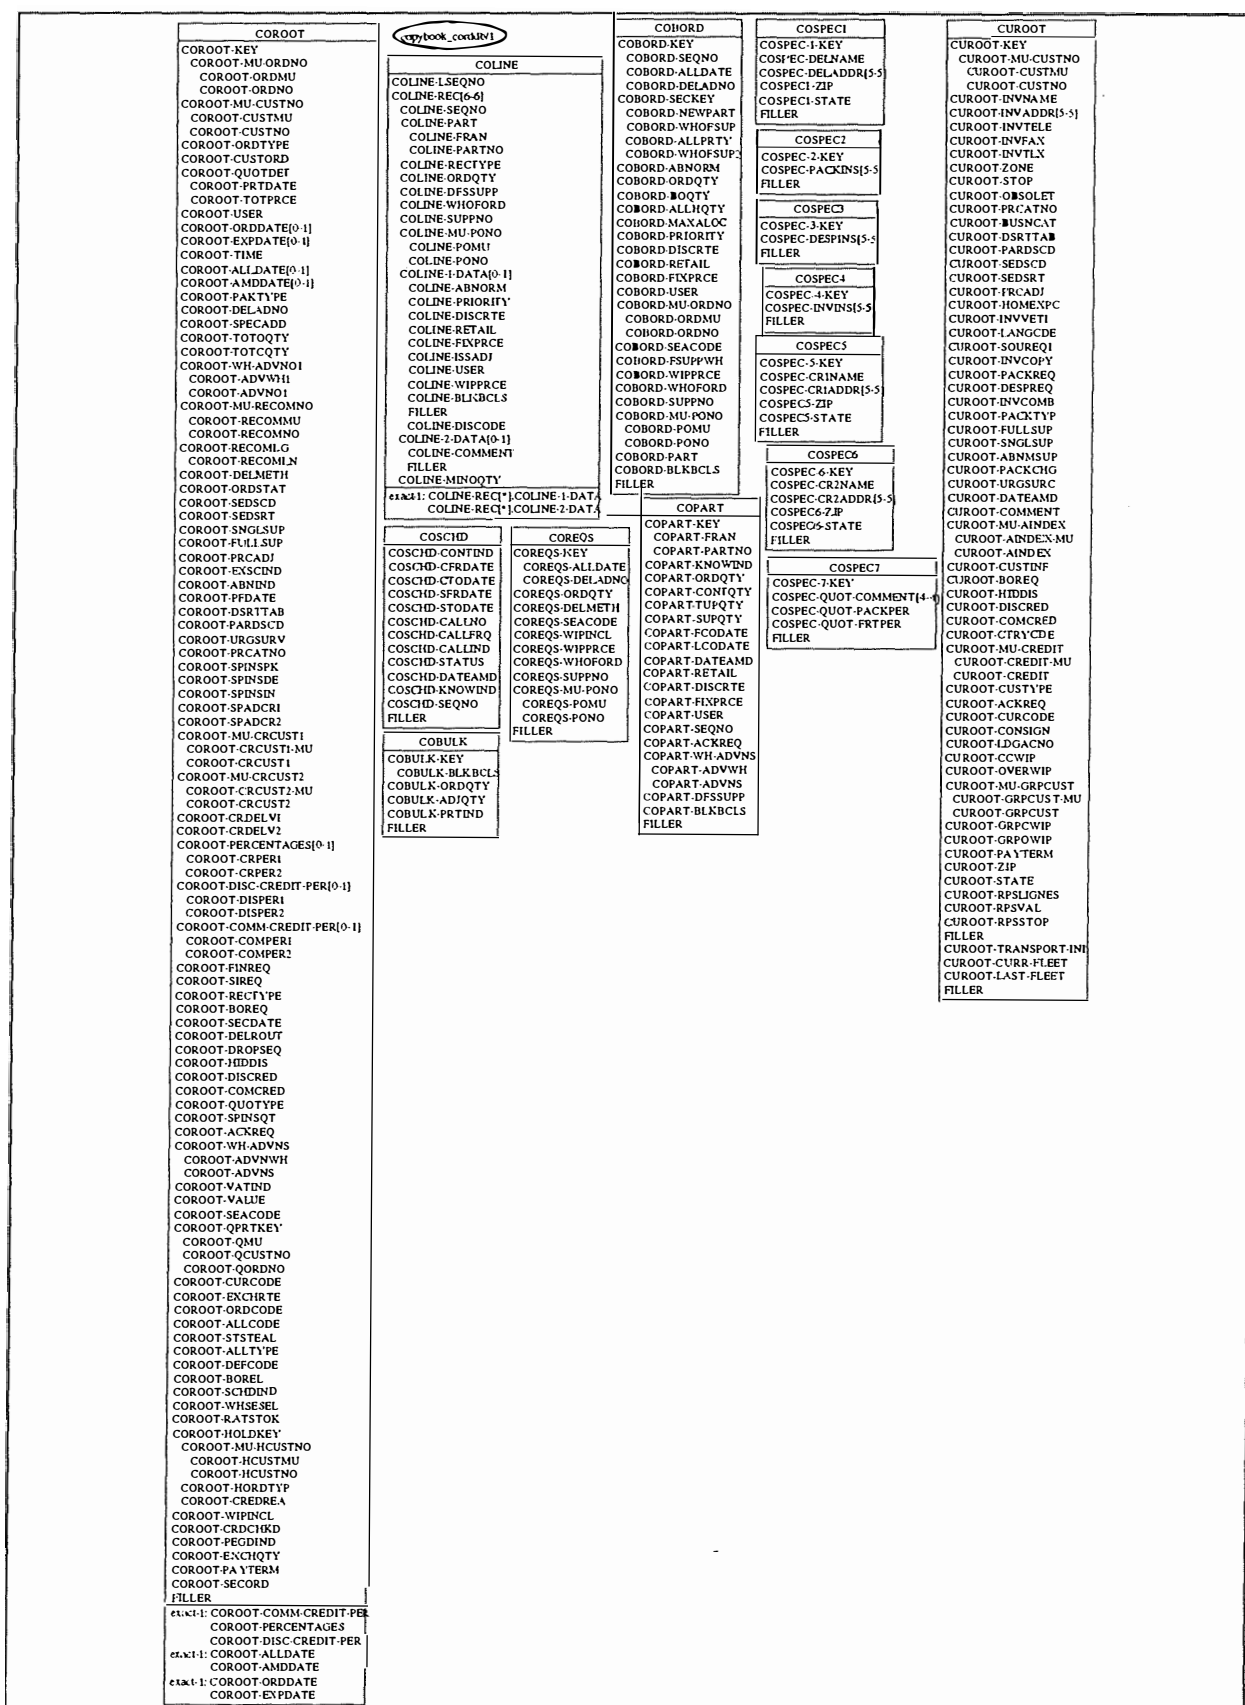 COROOT
COROOT-KEY
COROOT-MU-ORDNO
COROOT-ORDMU
COROOT-ORDNO
COROOT-MU-CUSTNO
COROOT-CUSTMU
COROOT-CUSTNO
COROOT-ORDTYPE
COROOT-CUSTORD
COROOT-QUOTDET
COROOT-PRTDATE
COROOT-TOTPRCE
COROOT-USER
COROOT-ORDDATE[0-1]
COROOT-EXPDATE[0-1]
COROOT-TIME
COROOT-ALLDATE[0-1]
COROOT-AMDDATE[0-1]
COROOT-PAKTYPE
COROOT-DELADNO
COROOT-SPECADD
COROOT-TOTOQTY
COROOT-TOTCQTY
COROOT-WH-ADVNO1
COROOT-ADVWH1
COROOT-ADVNO1
COROOT-MU-RECOMNO
COROOT-RECOMMU
COROOT-RECOMNO
COROOT-RECOMLG
COROOT-RECOMLN
COROOT-DELMETH
COROOT-ORDSTAT
COROOT-SEDSCD
COROOT-SEDSRT
COROOT-SNGLSUP
COROOT-FULLSUP
COROOT-PRCADJ
COROOT-EXSCIND
COROOT-ABNIND
COROOT-PFDATE
COROOT-DSRTTAB
COROOT-PARDSCD
COROOT-URGSURV
COROOT-PRCATNO
COROOT-SPINSPK
COROOT-SPINSDE
COROOT-SPINSIN
COROOT-SPADCR1
COROOT-SPADCR2
COROOT-MU-CRCUST1
COROOT-CRCUST1-MU
COROOT-CRCUST1
COROOT-MU-CRCUST2
COROOT-CRCUST2-MU
COROOT-CRCUST2
COROOT-CRDELV1
COROOT-CRDELV2
COROOT-PERCENTAGES[0-1]
COROOT-CRPER1
COROOT-CRPER2
COROOT-DISC-CREDIT-PER[0-1]
COROOT-DISPER1
COROOT-DISPER2
COROOT-COMM-CREDIT-PER[0-1]
COROOT-COMPER1
COROOT-COMPER2
COROOT-FINREQ
COROOT-SIREQ
COROOT-RECTYPE
COROOT-BOREQ
COROOT-SECDATE
COROOT-DELROUT
COROOT-DROPSEQ
COROOT-HIDDIS
COROOT-DISCRED
COROOT-COMCRED
COROOT-QUOTYPE
COROOT-SPINSQT
COROOT-ACKREQ
COROOT-WH-ADVNS
COROOT-ADVNWH
COROOT-ADVNS
COROOT-VATIND
COROOT-VALUE
COROOT-SEACODE
COROOT-QPRTKEY
COROOT-QMU
COROOT-QCUSTNO
COROOT-QORDNO
COROOT-CURCODE
COROOT-EXCHRTE
COROOT-ORDCODE
COROOT-ALLCODE
COROOT-STSTEAL
COROOT-ALLTYPE
COROOT-DEFCODE
COROOT-BOREL
COROOT-SCHDIND
COROOT-WHSESEL
COROOT-RATSTOK
COROOT-HOLDKEY
COROOT-MU-HCUSTNO
COROOT-HCUSTMU
COROOT-HCUSTNO
COROOT-HORDTYP
COROOT-CREDREA
COROOT-WIPINCL
COROOT-CRDCHKD
COROOT-PEGDIND
COROOT-EXCHQTY
COROOT-PAYTERM
COROOT-SECORD
FILLER
exact-1: COROOT-COMM-CREDIT-PER
COROOT-PERCENTAGES
COROOT-DISC-CREDIT-PER
exact-1: COROOT-ALLDATE
COROOT-AMDDATE
exact-1: COROOT-ORDDATE
COROOT-EXPDATE
COLINE
COLINE-LSEQNO
COLINE-REC[6-6]
COLINE-SEQNO
COLINE-PART
COLINE-FRAN
COLINE-PARTNO
COLINE-RECTYPE
COLINE-ORDQTY
COLINE-DFSSUPP
COLINE-WHOFORD
COLINE-SUPPNO
COLINE-MU-PONO
COLINE-POMU
COLINE-PONO
COLINE-1-DATA[0-1]
COLINE-ABNORM
COLINE-PRIORITY
COLINE-DISCRTE
COLINE-RETAIL
COLINE-FIXPRCE
COLINE-ISSADJ
COLINE-USER
COLINE-WIPPRCE
COLINE-BLKBCLS
FILLER
COLINE-DISCODE
COLINE-2-DATA[0-1]
COLINE-COMMENT
FILLER
COLINE-MINOQTY
exact-1: COLINE-REC[*].COLINE-1-DATA
COLINE-REC[*].COLINE-2-DATA
COSCHD
COSCHD-CONTIND
COSCHD-CFRDATE
COSCHD-CTODATE
COSCHD-SFRDATE
COSCHD-STODATE
COSCHD-CALLNO
COSCHD-CALLFRQ
COSCHD-CALLIND
COSCHD-STATUS
COSCHD-DATEAMD
COSCHD-KNOWIND
COSCHD-SEQNO
FILLER
COBULK
COBULK-KEY
COBULK-BLKBCLS
COBULK-ORDQTY
COBULK-ADJQTY
COBULK-PRTIND
FILLER
COREQS
COREQS-KEY
COREQS-ALLDATE
COREQS-DELADNO
COREQS-ORDQTY
COREQS-DELMETH
COREQS-SEACODE
COREQS-WIPINCL
COREQS-WIPPRCE
COREQS-WHOFORD
COREQS-SUPPNO
COREQS-MU-PONO
COREQS-POMU
COREQS-PONO
FILLER
COBORD
COBORD-KEY
COBORD-SEQNO
COBORD-ALLDATE
COBORD-DELADNO
COBORD-SECKEY
COBORD-NEWPART
COBORD-WHOFSUP
COBORD-ALLPRTY
COBORD-WHOFSUP2
COBORD-ABNORM
COBORD-ORDQTY
COBORD-BOQTY
COBORD-ALLHQTY
COBORD-MAXALOC
COBORD-PRIORITY
COBORD-DISCRTE
COBORD-RETAIL
COBORD-FIXPRCE
COBORD-USER
COBORD-MU-ORDNO
COBORD-ORDMU
COBORD-ORDNO
COBORD-SEACODE
COBORD-FSUPPWH
COBORD-WIPPRCE
COBORD-WHOFORD
COBORD-SUPPNO
COBORD-MU-PONO
COBORD-POMU
COBORD-PONO
COBORD-PART
COBORD-BLKBCLS
FILLER
COPART
COPART-KEY
COPART-FRAN
COPART-PARTNO
COPART-KNOWIND
COPART-ORDQTY
COPART-CONTQTY
COPART-TUPQTY
COPART-SUPQTY
COPART-FCODATE
COPART-LCODATE
COPART-DATEAMD
COPART-RETAIL
COPART-DISCRTE
COPART-FIXPRCE
COPART-USER
COPART-SEQNO
COPART-ACKREQ
COPART-WH-ADVNS
COPART-ADVWH
COPART-ADVNS
COPART-DFSSUPP
COPART-BLKBCLS
FILLER
COSPEC1
COSPEC-1-KEY
COSPEC-DELNAME
COSPEC-DELADDR[5-5]
COSPEC1-ZIP
COSPEC1-STATE
FILLER
COSPEC2
COSPEC-2-KEY
COSPEC-PACKINS[5-5
FILLER
COSPEC3
COSPEC-3-KEY
COSPEC-DESPINS[5-5
FILLER
COSPEC4
COSPEC-4-KEY
COSPEC-INVINS[5-5
FILLER
COSPEC5
COSPEC-5-KEY
COSPEC-CR1NAME
COSPEC-CR1ADDR[5-5]
COSPEC5-ZIP
COSPEC5-STATE
FILLER
COSPEC6
COSPEC-6-KEY
COSPEC-CR2NAME
COSPEC-CR2ADDR[5-5]
COSPEC6-ZIP
COSPEC6-STATE
FILLER
COSPEC7
COSPEC-7-KEY
COSPEC-QUOT-COMMENT[4-4]
COSPEC-QUOT-PACKPER
COSPEC-QUOT-FRTPER
FILLER
CUROOT
CUROOT-KEY
CUROOT-MU-CUSTNO
CUROOT-CUSTMU
CUROOT-CUSTNO
CUROOT-INVNAME
CUROOT-INVADDR[5-5]
CUROOT-INVTELE
CUROOT-INVFAX
CUROOT-INVTLX
CUROOT-ZONE
CUROOT-STOP
CUROOT-OBSOLET
CUROOT-PRCATNO
CUROOT-BUSNCAT
CUROOT-DSRTTAB
CUROOT-PARDSCD
CUROOT-SEDSCD
CUROOT-SEDSRT
CUROOT-PRCADJ
CUROOT-HOMEXPC
CUROOT-INVVETI
CUROOT-LANGCDE
CUROOT-SOUREQI
CUROOT-INVCOPY
CUROOT-PACKREQ
CUROOT-DESPREQ
CUROOT-INVCOMB
CUROOT-PACKTYP
CUROOT-FULLSUP
CUROOT-SNGLSUP
CUROOT-ABNMSUP
CUROOT-PACKCHG
CUROOT-URGSURC
CUROOT-DATEAMD
CUROOT-COMMENT
CUROOT-MU-AINDEX
CUROOT-AINDEX-MU
CUROOT-AINDEX
CUROOT-CUSTINF
CUROOT-BOREQ
CUROOT-HIDDIS
CUROOT-DISCRED
CUROOT-COMCRED
CUROOT-CTRYCDE
CUROOT-MU-CREDIT
CUROOT-CREDIT-MU
CUROOT-CREDIT
CUROOT-CUSTYPE
CUROOT-ACKREQ
CUROOT-CURCODE
CUROOT-CONSIGN
CUROOT-LDGACNO
CUROOT-CCWIP
CUROOT-OVERWIP
CUROOT-MU-GRPCUST
CUROOT-GRPCUST-MU
CUROOT-GRPCUST
CUROOT-GRPCWIP
CUROOT-GRPOWIP
CUROOT-PAYTERM
CUROOT-ZIP
CUROOT-STATE
CUROOT-RPSLIGNES
CUROOT-RPSVAL
CUROOT-RPSSTOP
FILLER
CUROOT-TRANSPORT-IND
CUROOT-CURR-FLEET
CUROOT-LAST-FLEET
FILLER